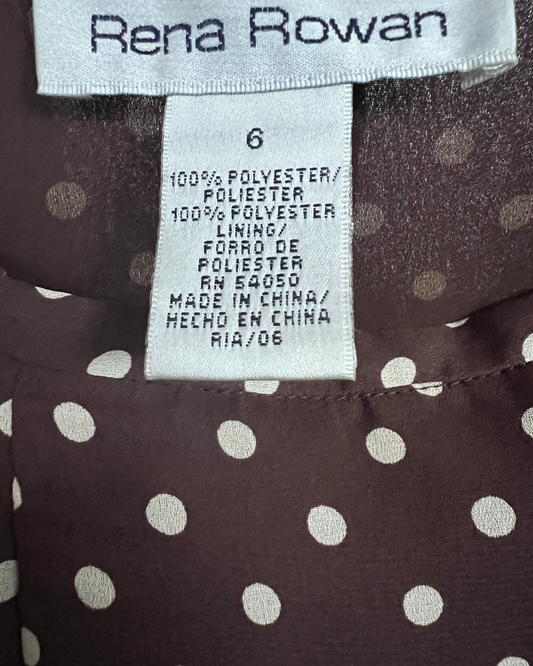 Rena Rowan
6
100% POLYESTER/
POLIESTER
100% POLYESTER
LINING/
FORRO DE
POLIESTER
RN 54050
MADE IN CHINA/
HECHO EN CHINA
RIA/06